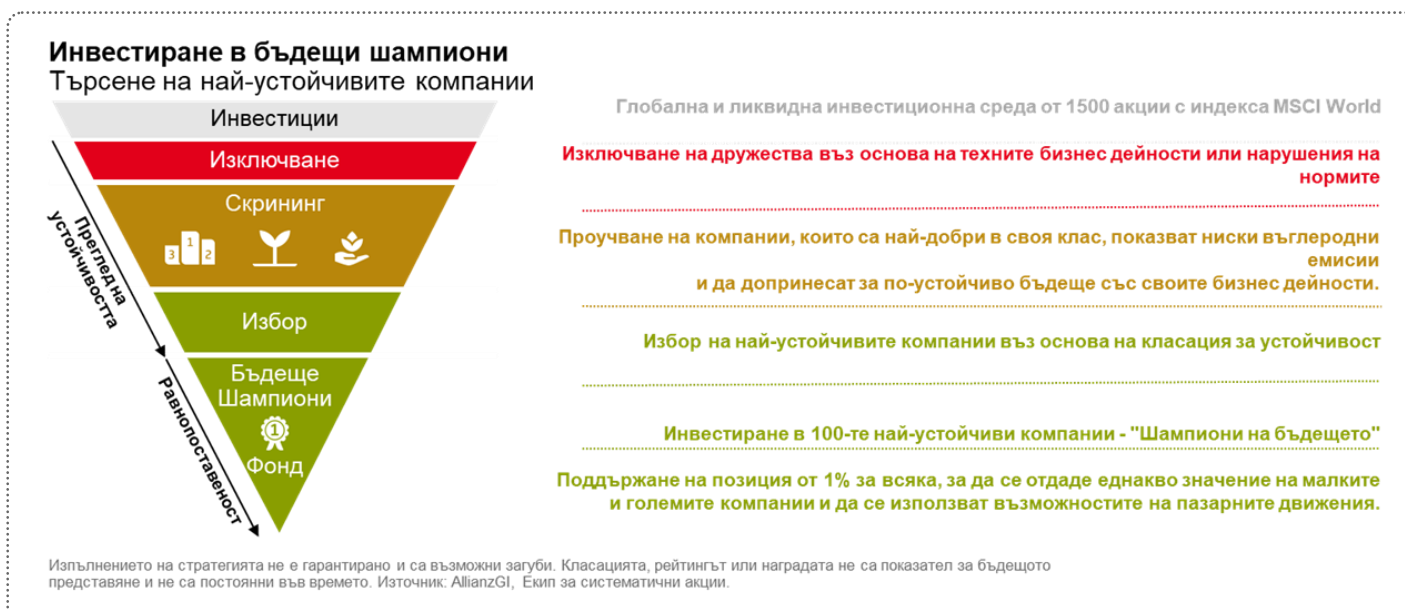 Инвестиране в бъдещи шампиони
Търсене на най-устойчивите компании
Инвестиции
Глобална и ликвидна инвестиционна среда от 1500 акции с индекса MSCI World
Изключване
Изключване на дружества въз основа на техните бизнес дейности или нарушения на
нормите
Скрининг
3 1 2
Проучване на компании, които са най-добри в своя клас, показват ниски въглеродни
емисии
и да допринесат за по-устойчиво бъдеще със своите бизнес дейности.
Преглед на
устойчивостта
Избор
Избор на най-устойчивите компании въз основа на класация за устойчивост
Бъдеще
Шампиони
1
Фонд
Равнопоставеност
Инвестиране в 100-те най-устойчиви компании - "Шампиони на бъдещето"
Поддържане на позиция от 1% за всяка, за да се отдаде еднакво значение на малките
и големите компании и да се използват възможностите на пазарните движения.
Изпълнението на стратегията не е гарантирано и са възможни загуби. Класацията, рейтингът или наградата не са показател за бъдещото
представяне и не са постоянни във времето. Източник: AllianzGI, Екип за систематични акции.